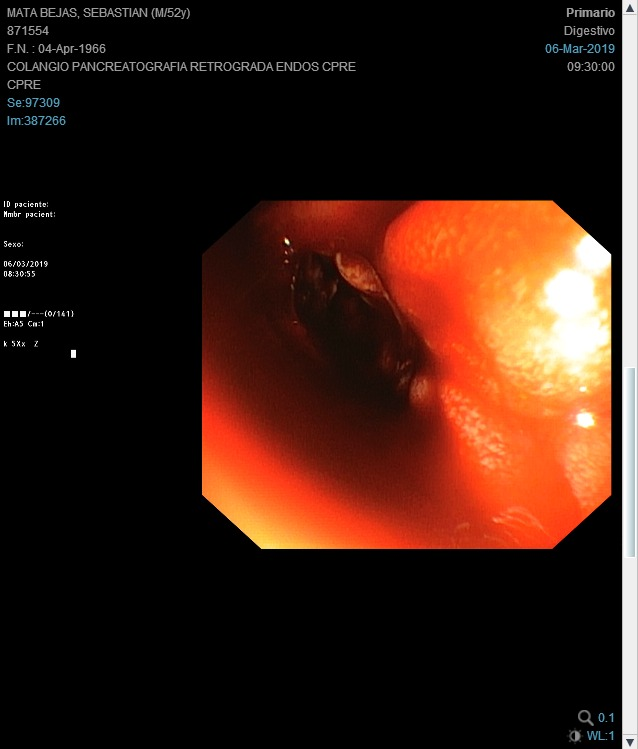 MATA BEJAS, SEBASTIAN (M/52y)
871554
F.N. : 04-Apr-1966
COLANGIO PANCREATOGRAFIA RETROGRADA ENDOS CPRE
CPRE
Se:97309
Im:387266
Primario
Digestivo
06-Mar-2019
09:30:00
ID paciente:
Nmbr pacient:
Sexo:
06/03/2019
08:30:55
■■■/---(0/141)
Eh:A5 Cm:1
k 5Xx Z
0.1
WL:1